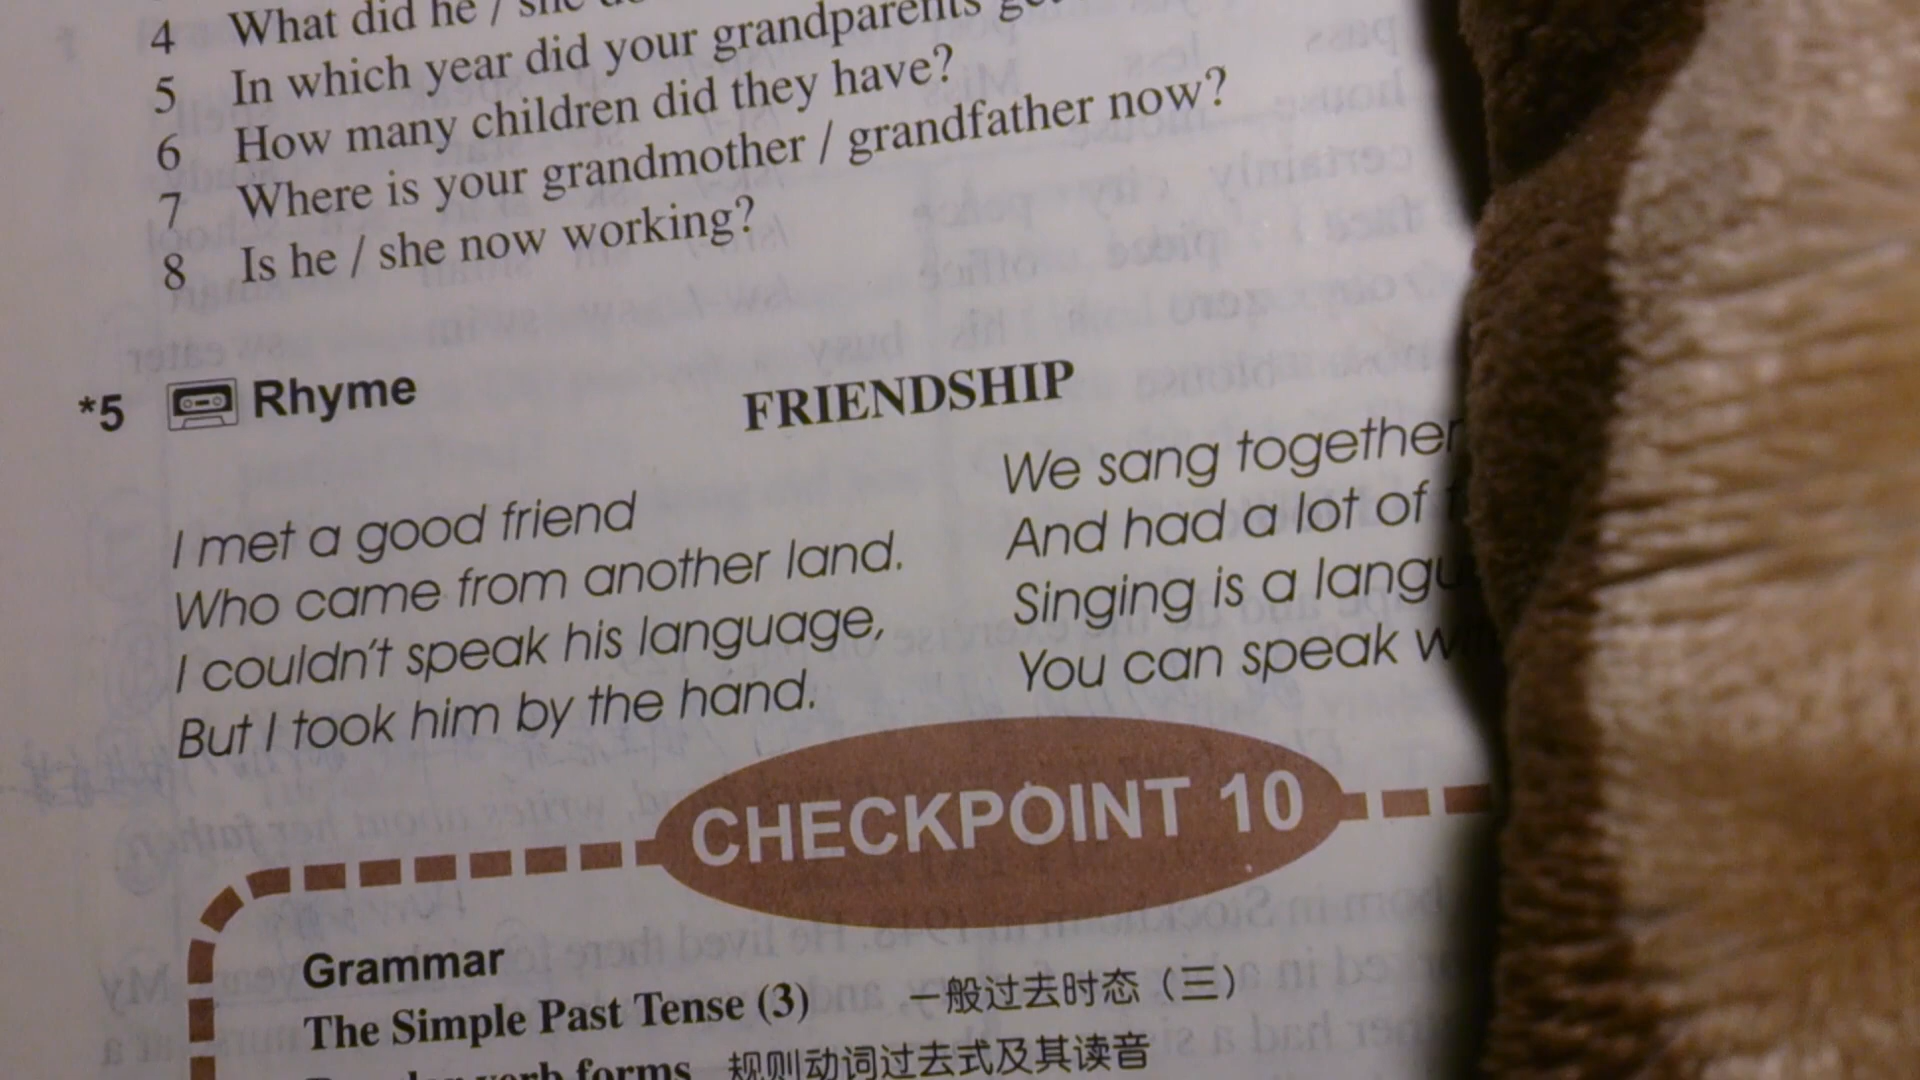 4 What did he / she
5 In which year did your grandparents
6 How many children did they have?
7 Where is your grandmother / grandfather now?
8 Is he / she now working?
*5 Rhyme
FRIENDSHIP
I met a good friend
Who came from another land.
I couldn't speak his language,
But I took him by the hand.
We sang together
And had a lot of
Singing is a langu
You can speak w
CHECKPOINT 10
Grammar
The Simple Past Tense (3) 一般过去时态（三）
verb forms 规则动词过去式及其读音